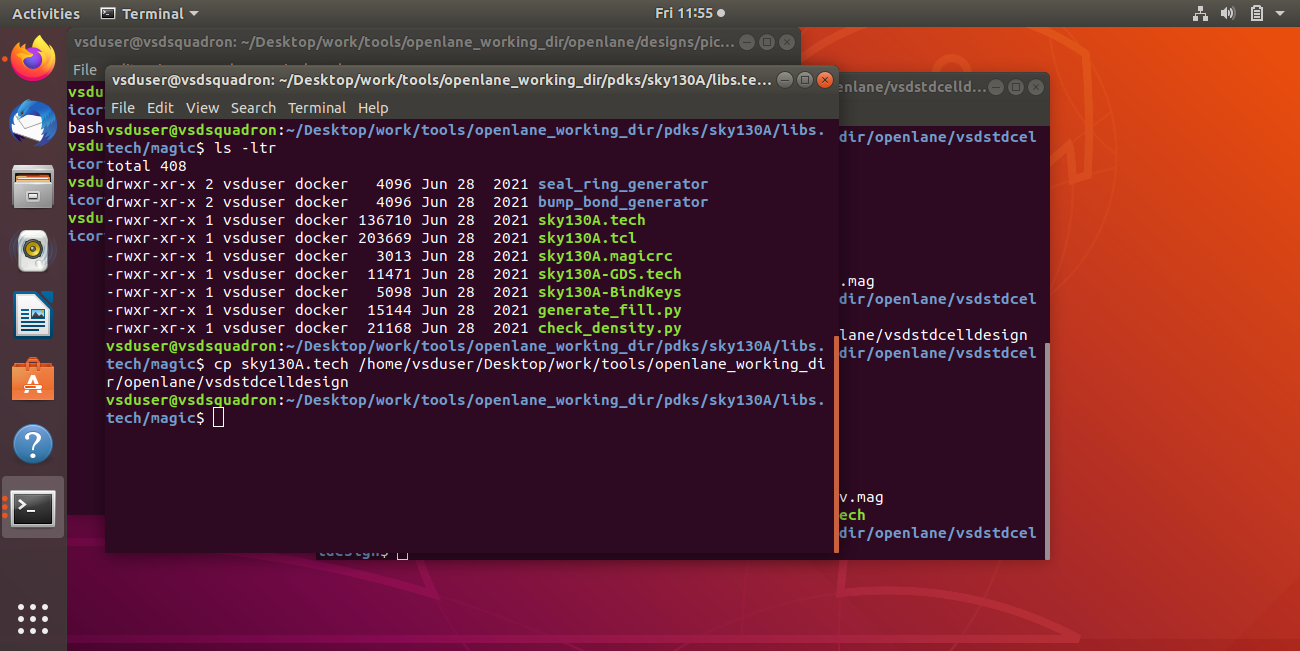 Activities Terminal Fri 11:55
vsduser@vsdsquadron: ~/Desktop/work/tools/openlane_working_dir/openlane/designs/pic...
File
vsdu
icor
bash
vsdu
icor
vsdu
icor
vsdu
icor
vsduser@vsdsquadron: ~/Desktop/work/tools/openlane_working_dir/pdks/sky130A/libs.te...
File Edit View Search Terminal Help
vsduser@vsdsquadron:~/Desktop/work/tools/openlane_working_dir/pdks/sky130A/libs.
tech/magic$ ls -ltr
total 408
drwxr-xr-x 2 vsduser docker   4096 Jun 28  2021 seal_ring_generator
drwxr-xr-x 2 vsduser docker   4096 Jun 28  2021 bump_bond_generator
-rwxr-xr-x 1 vsduser docker 136710 Jun 28  2021 sky130A.tech
-rwxr-xr-x 1 vsduser docker 203669 Jun 28  2021 sky130A.tcl
-rwxr-xr-x 1 vsduser docker   3013 Jun 28  2021 sky130A.magicrc
-rwxr-xr-x 1 vsduser docker  11471 Jun 28  2021 sky130A-GDS.tech
-rwxr-xr-x 1 vsduser docker   5098 Jun 28  2021 sky130A-BindKeys
-rwxr-xr-x 1 vsduser docker  15144 Jun 28  2021 generate_fill.py
-rwxr-xr-x 1 vsduser docker  21168 Jun 28  2021 check_density.py
vsduser@vsdsquadron:~/Desktop/work/tools/openlane_working_dir/pdks/sky130A/libs.
tech/magic$ cp sky130A.tech /home/vsduser/Desktop/work/tools/openlane_working_di
r/openlane/vsdstdcelldesign
vsduser@vsdsquadron:~/Desktop/work/tools/openlane_working_dir/pdks/sky130A/libs.
tech/magic$
enlane/vsdstdcelld...
dir/openlane/vsdstdcel
.mag
dir/openlane/vsdstdcel
lane/vsdstdcelldesign
dir/openlane/vsdstdcel
v.mag
ech
dir/openlane/vsdstdcel
ldesign$